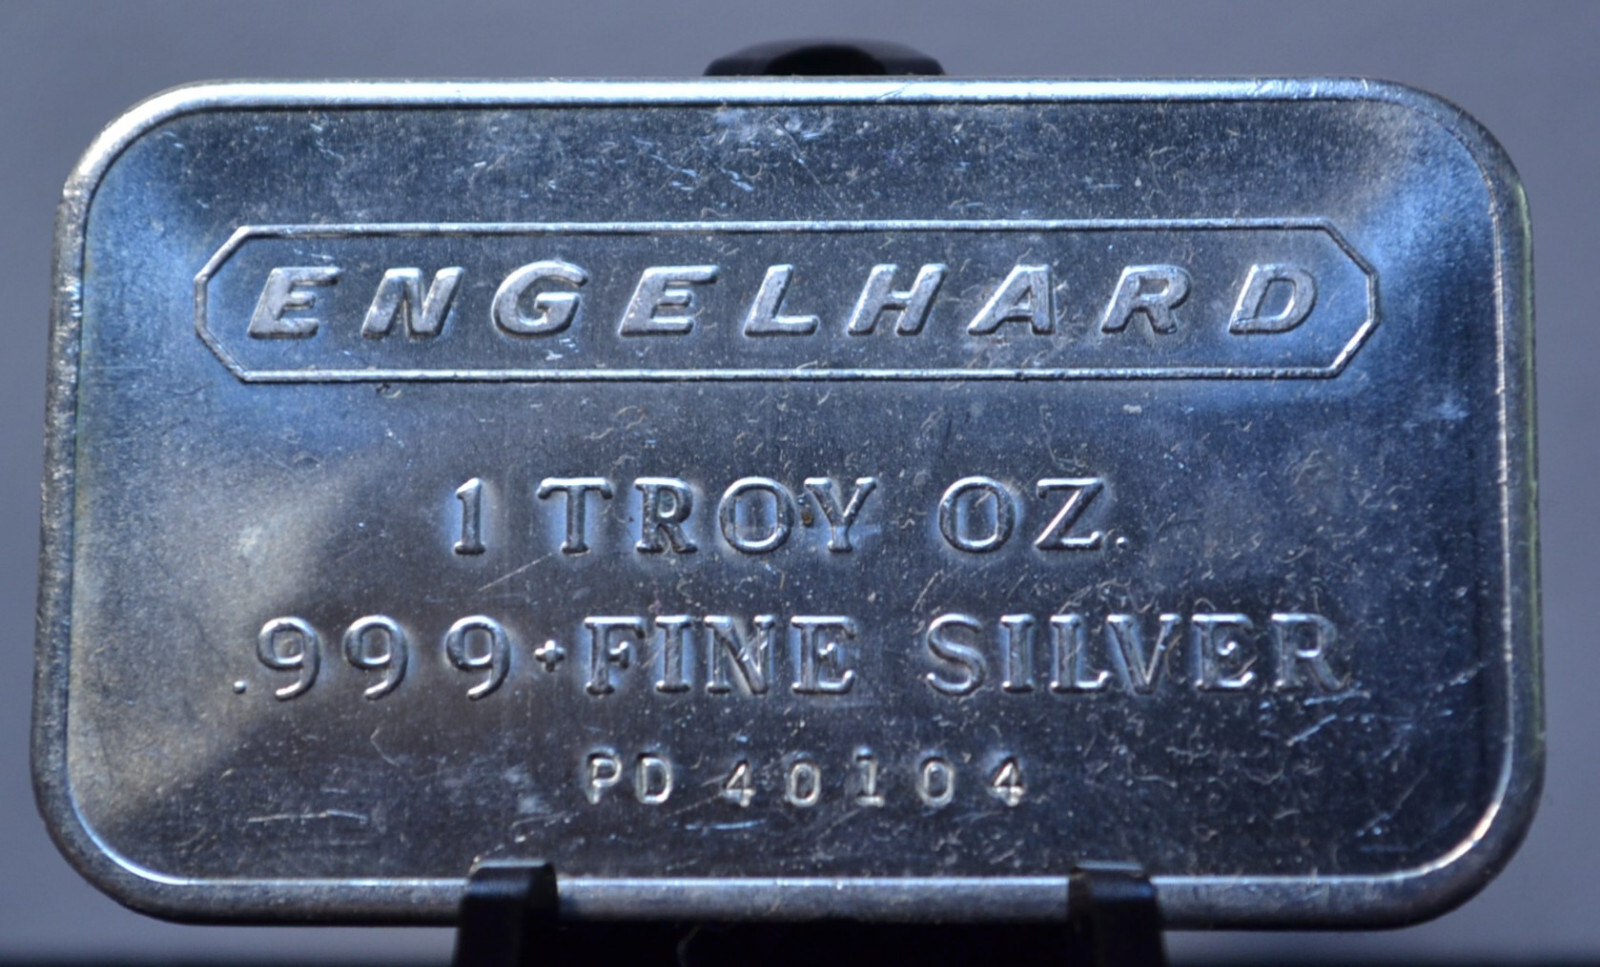 ENGELHARD
1 TROY OZ.
.999+FINE SILVER
PD 40104